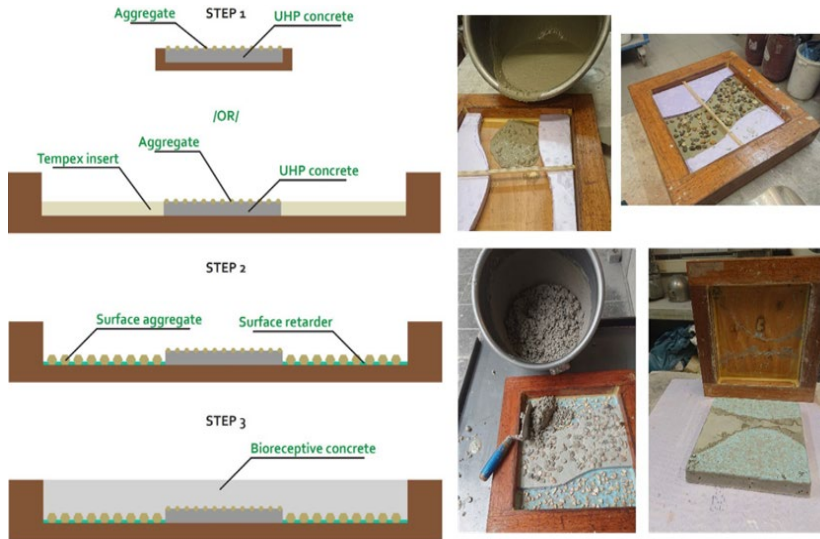 STEP 1
Aggregate
UHP concrete
/OR/
Aggregate
Tempex insert
UHP concrete
STEP 2
Surface aggregate
Surface retarder
STEP 3
Bioreceptive concrete